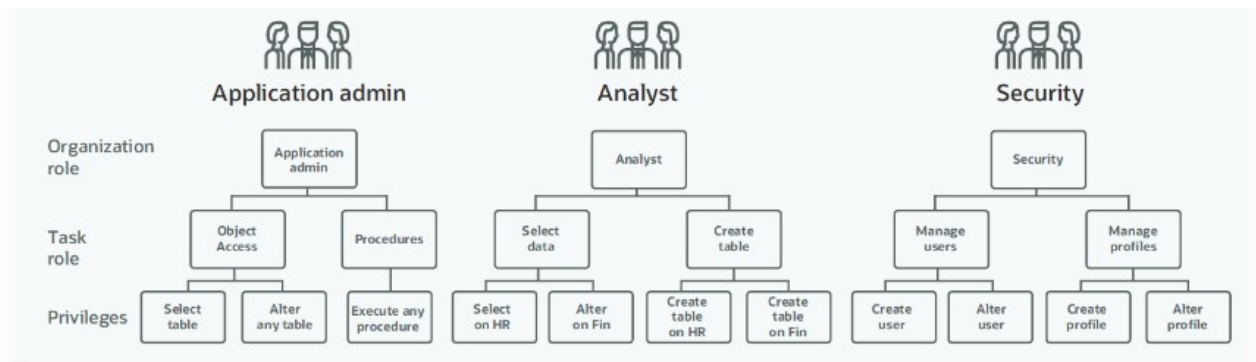 Application admin
Analyst
Security
Organization
role
Application
admin
Analyst
Security
Task
role
Object
Access
Procedures
Select
data
Create
table
Manage
users
Manage
profiles
Privileges
Select
table
Alter
any table
Execute any
procedure
Select
on HR
Alter
on Fin
Create
table
on HR
Create
table
on Fin
Create
user
Alter
user
Create
profile
Alter
profile